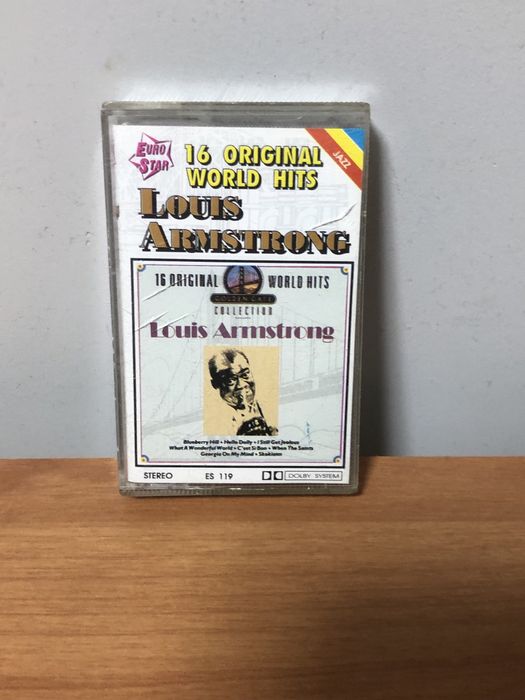 EURO
STAR
16 ORIGINAL
WORLD HITS
JAZZ
LOUIS
ARMSTRONG
16 ORIGINAL WORLD HITS
GOLDEN GATE
COLLECTION
Louis Armstrong
Blueberry Hill • Hello Dolly • I Still Get Jealous
What A Wonderful World • C'est Si Bon • When The Saints
Georgia On My Mind • Skokiaan
STEREO ES 119 DOLBY SYSTEM